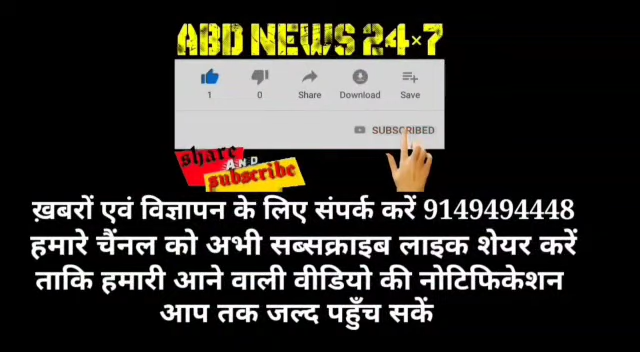 ABD NEWS 24×7
1 0 Share Download Save
SUBSCRIBED
share
AND
subscribe
ख़बरों एवं विज्ञापन के लिए संपर्क करें 9149494448
हमारे चैंनल को अभी सब्सक्राइब लाइक शेयर करें
ताकि हमारी आने वाली वीडियो की नोटिफिकेशन
आप तक जल्द पहुँच सकें